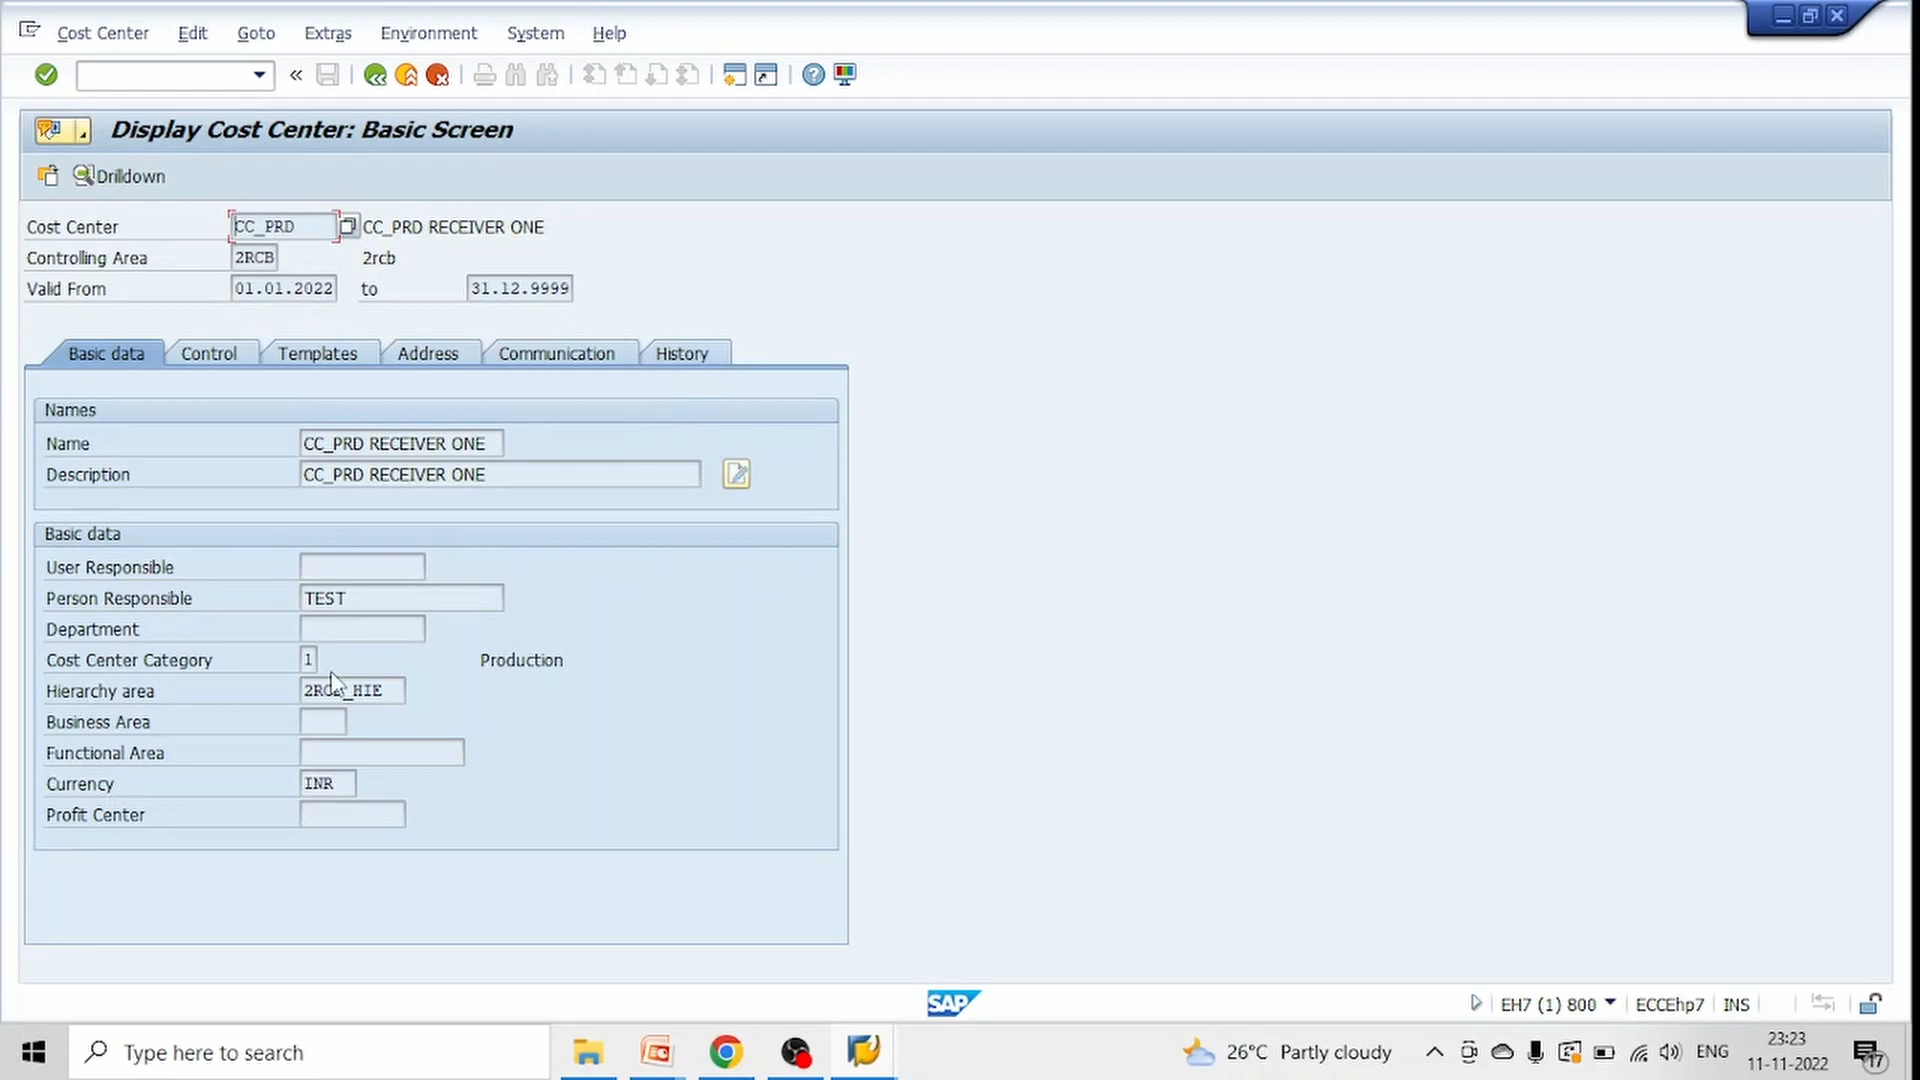 Cost Center Edit Goto Extras Environment System Help
Display Cost Center: Basic Screen
Drilldown
Cost Center CC_PRD CC_PRD RECEIVER ONE
Controlling Area 2RCB 2rcb
Valid From 01.01.2022 to 31.12.9999
Basic data Control Templates Address Communication History
Names
Name CC_PRD RECEIVER ONE
Description CC_PRD RECEIVER ONE
Basic data
User Responsible
Person Responsible TEST
Department
Cost Center Category 1 Production
Hierarchy area 2RCB_HIE
Business Area
Functional Area
Currency INR
Profit Center
SAP EH7 (1) 800 ECCEhp7 INS
Type here to search 26°C Partly cloudy ENG 23:23
11-11-2022 17